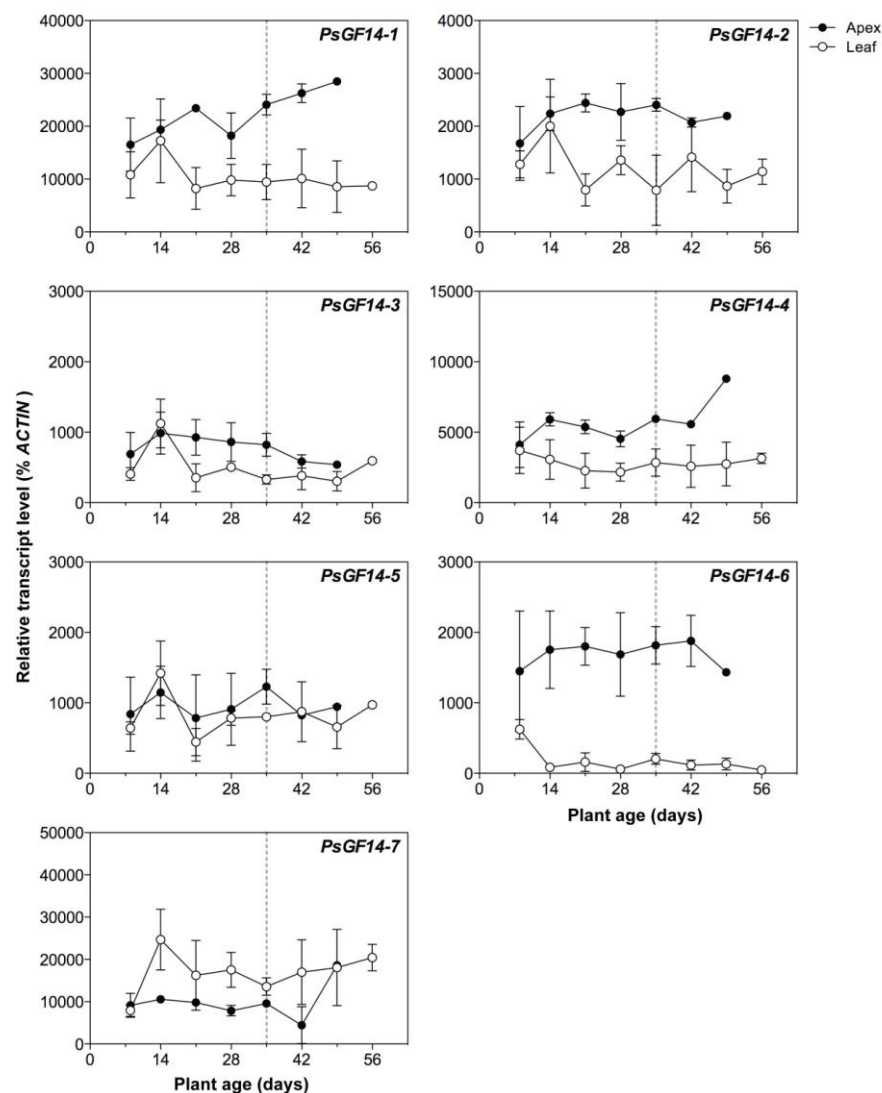 PsGF14-1
40000
30000
20000
10000
0
0 14 28 42 56
PsGF14-2
4000
3000
2000
1000
0
0 14 28 42 56
Apex
Leaf
PsGF14-3
3000
2000
1000
0
0 14 28 42 56
PsGF14-4
15000
10000
5000
0
0 14 28 42 56
Relative transcript level (% ACTIN )
PsGF14-5
3000
2000
1000
0
0 14 28 42 56
PsGF14-6
3000
2000
1000
0
0 14 28 42 56
Plant age (days)
PsGF14-7
50000
40000
30000
20000
10000
0
0 14 28 42 56
Plant age (days)